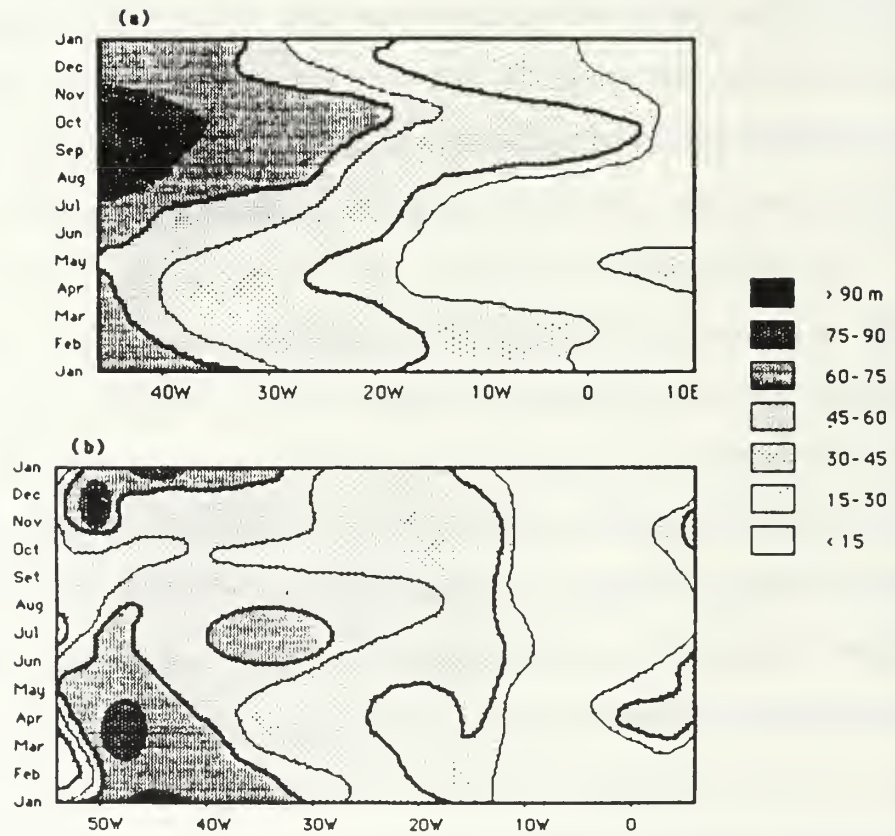 (a)
Jan
Dec
Nov
Oct
Sep
Aug
Jul
Jun
May
Apr
Mar
Feb
Jan
40W 30W 20W 10W 0 10E
> 90 m
75-90
60-75
45-60
30-45
15-30
< 15
(b)
Jan
Dec
Nov
Oct
Set
Aug
Jul
Jun
May
Apr
Mar
Feb
Jan
50W 40W 30W 20W 10W 0